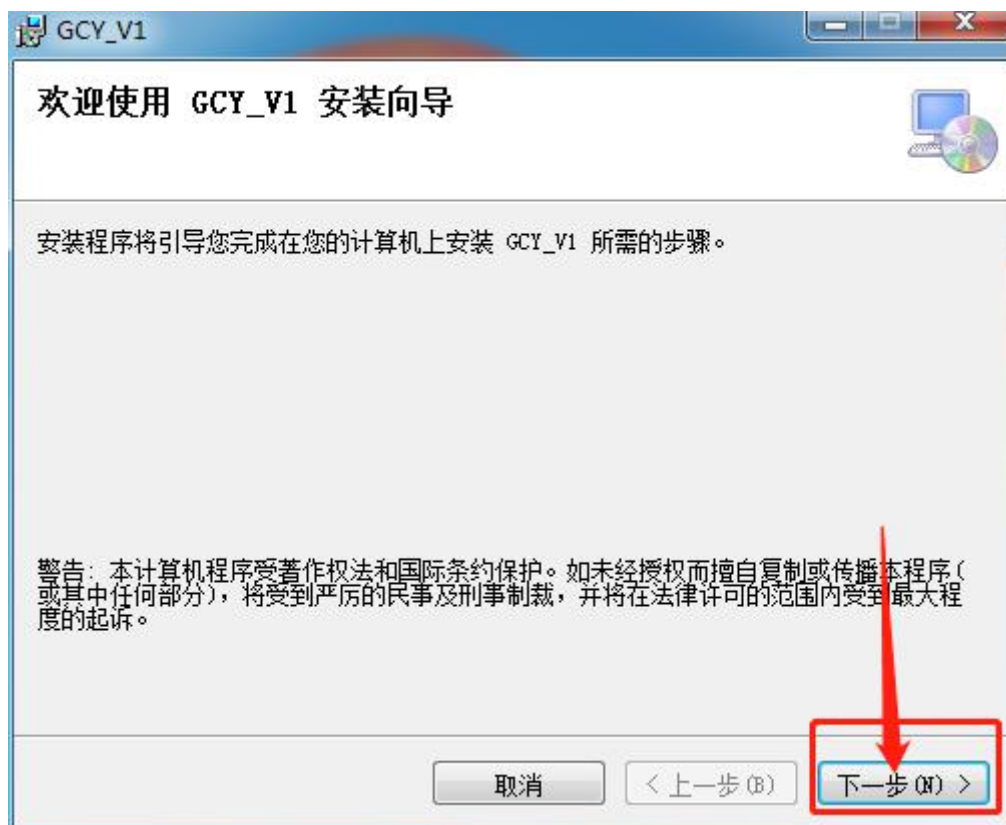 GCY_V1
欢迎使用 GCY_V1 安装向导
安装程序将引导您完成在您的计算机上安装 GCY_V1 所需的步骤。
警告: 本计算机程序受著作权法和国际条约保护。如未经授权而擅自复制或传播本程序(
或其中任何部分), 将受到严厉的民事及刑事制裁, 并将在法律许可的范围内受到最大程
度的起诉。
取消 < 上一步(B) 下一步(N) >